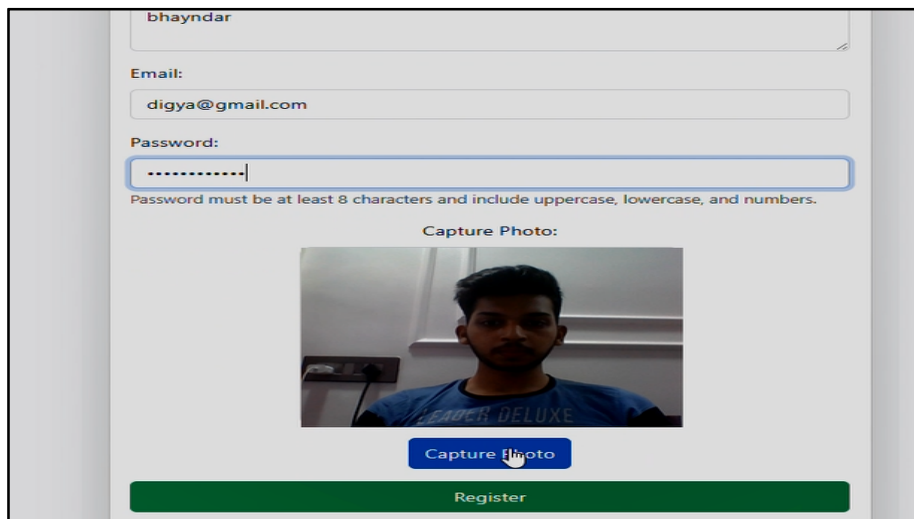 bhayndar
Email:
digya@gmail.com
Password:
••••••••••••
Password must be at least 8 characters and include uppercase, lowercase, and numbers.
Capture Photo:
LEADER DELUXE
Capture Photo
Register